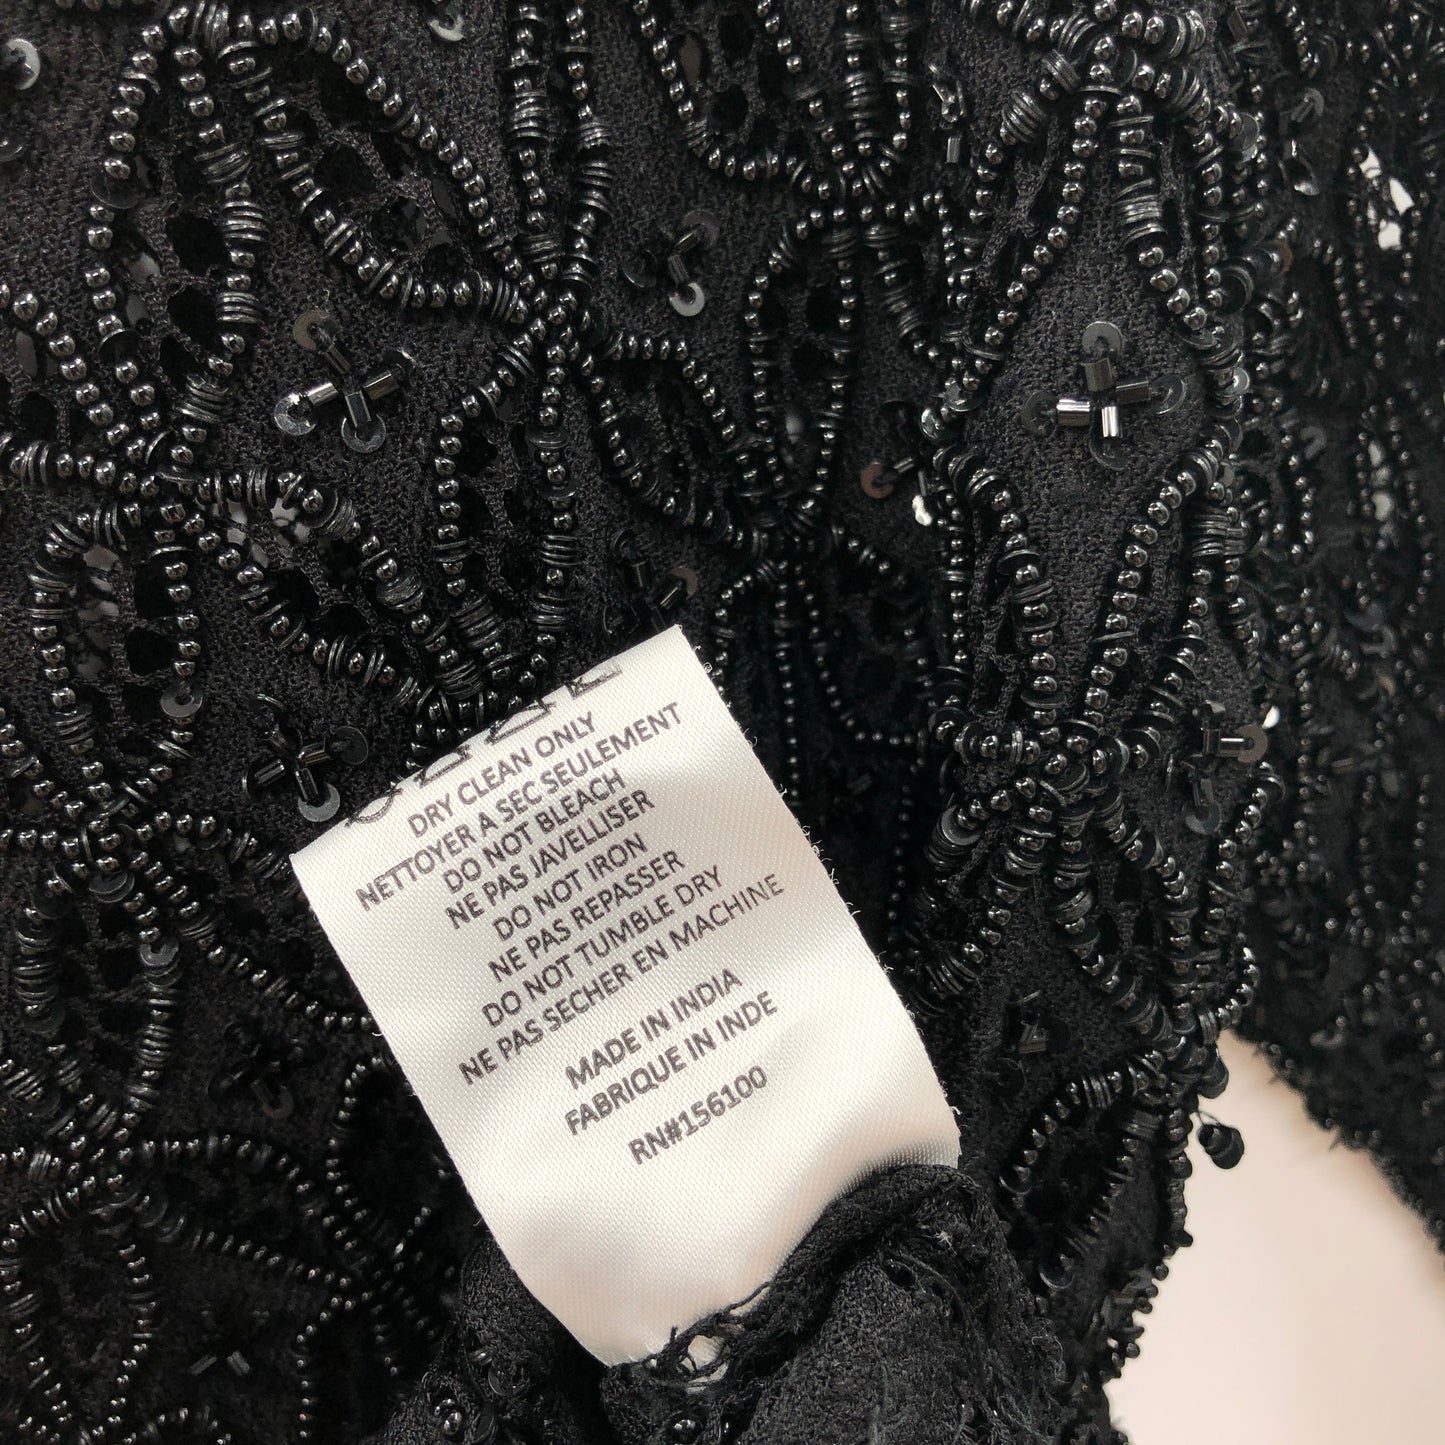 DRY CLEAN ONLY
NETTOYER A SEC SEULEMENT
DO NOT BLEACH
NE PAS JAVELLISER
DO NOT IRON
NE PAS REPASSER
DO NOT TUMBLE DRY
NE PAS SECHER EN MACHINE
MADE IN INDIA
FABRIQUE IN INDE
RN#156100